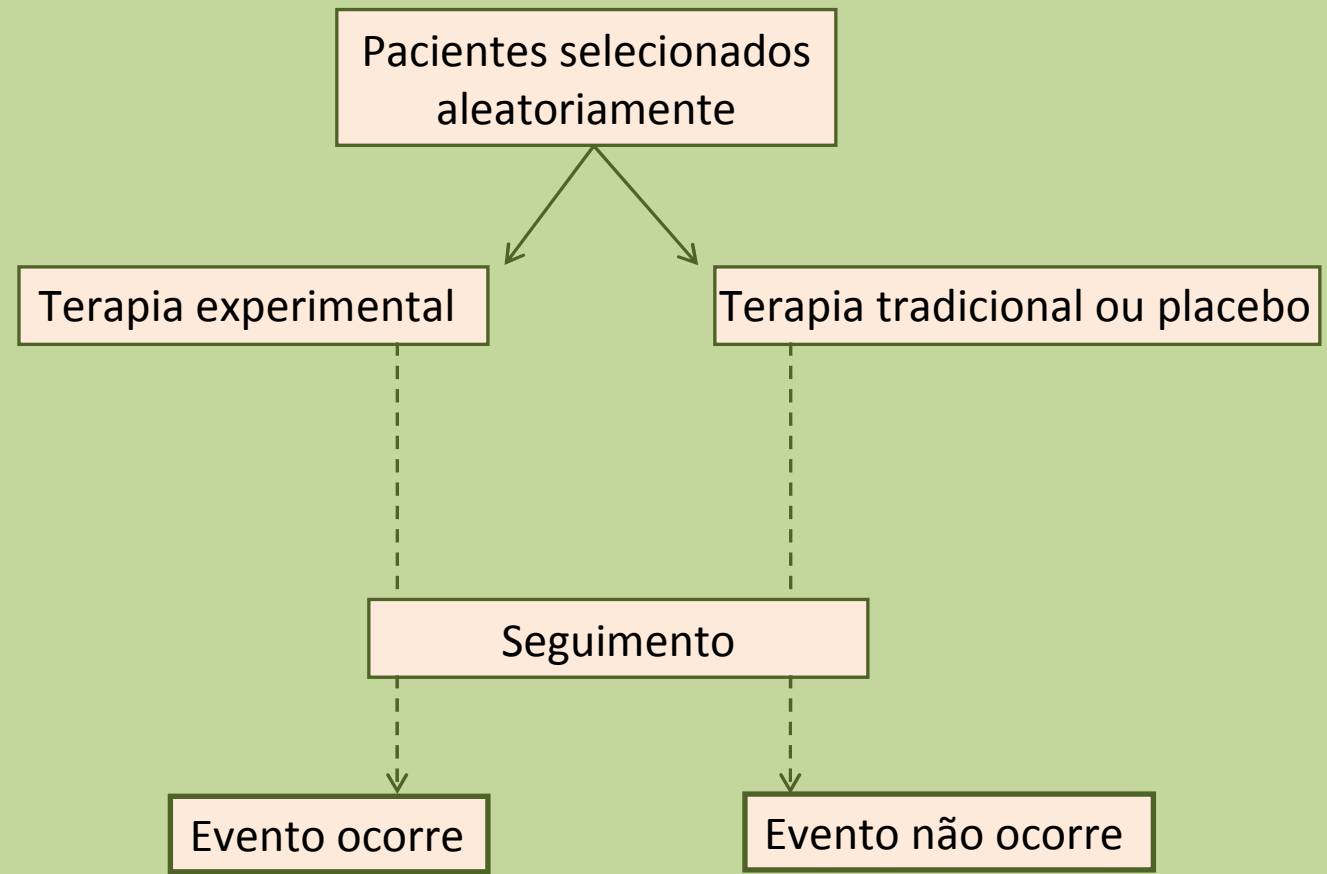 Pacientes selecionados
aleatoriamente
Terapia experimental
Terapia tradicional ou placebo
Seguimento
Evento ocorre
Evento não ocorre